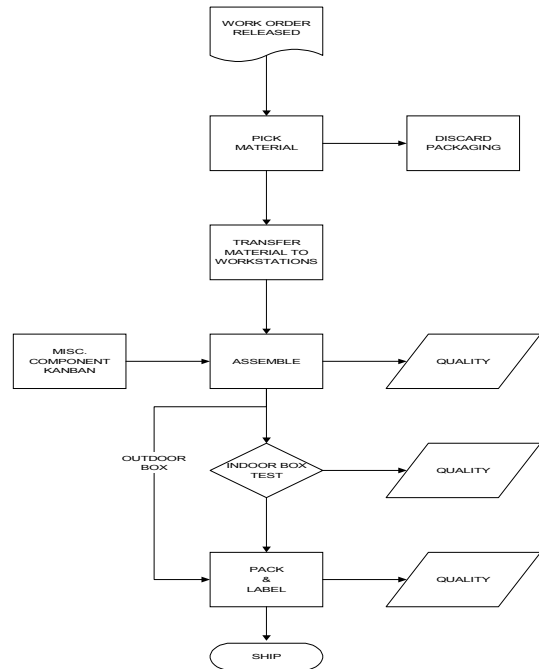 WORK ORDER
RELEASED
PICK
MATERIAL
DISCARD
PACKAGING
TRANSFER
MATERIAL TO
WORKSTATIONS
MISC.
COMPONENT
KANBAN
ASSEMBLE
QUALITY
OUTDOOR
BOX
INDOOR BOX
TEST
QUALITY
PACK
&
LABEL
QUALITY
SHIP